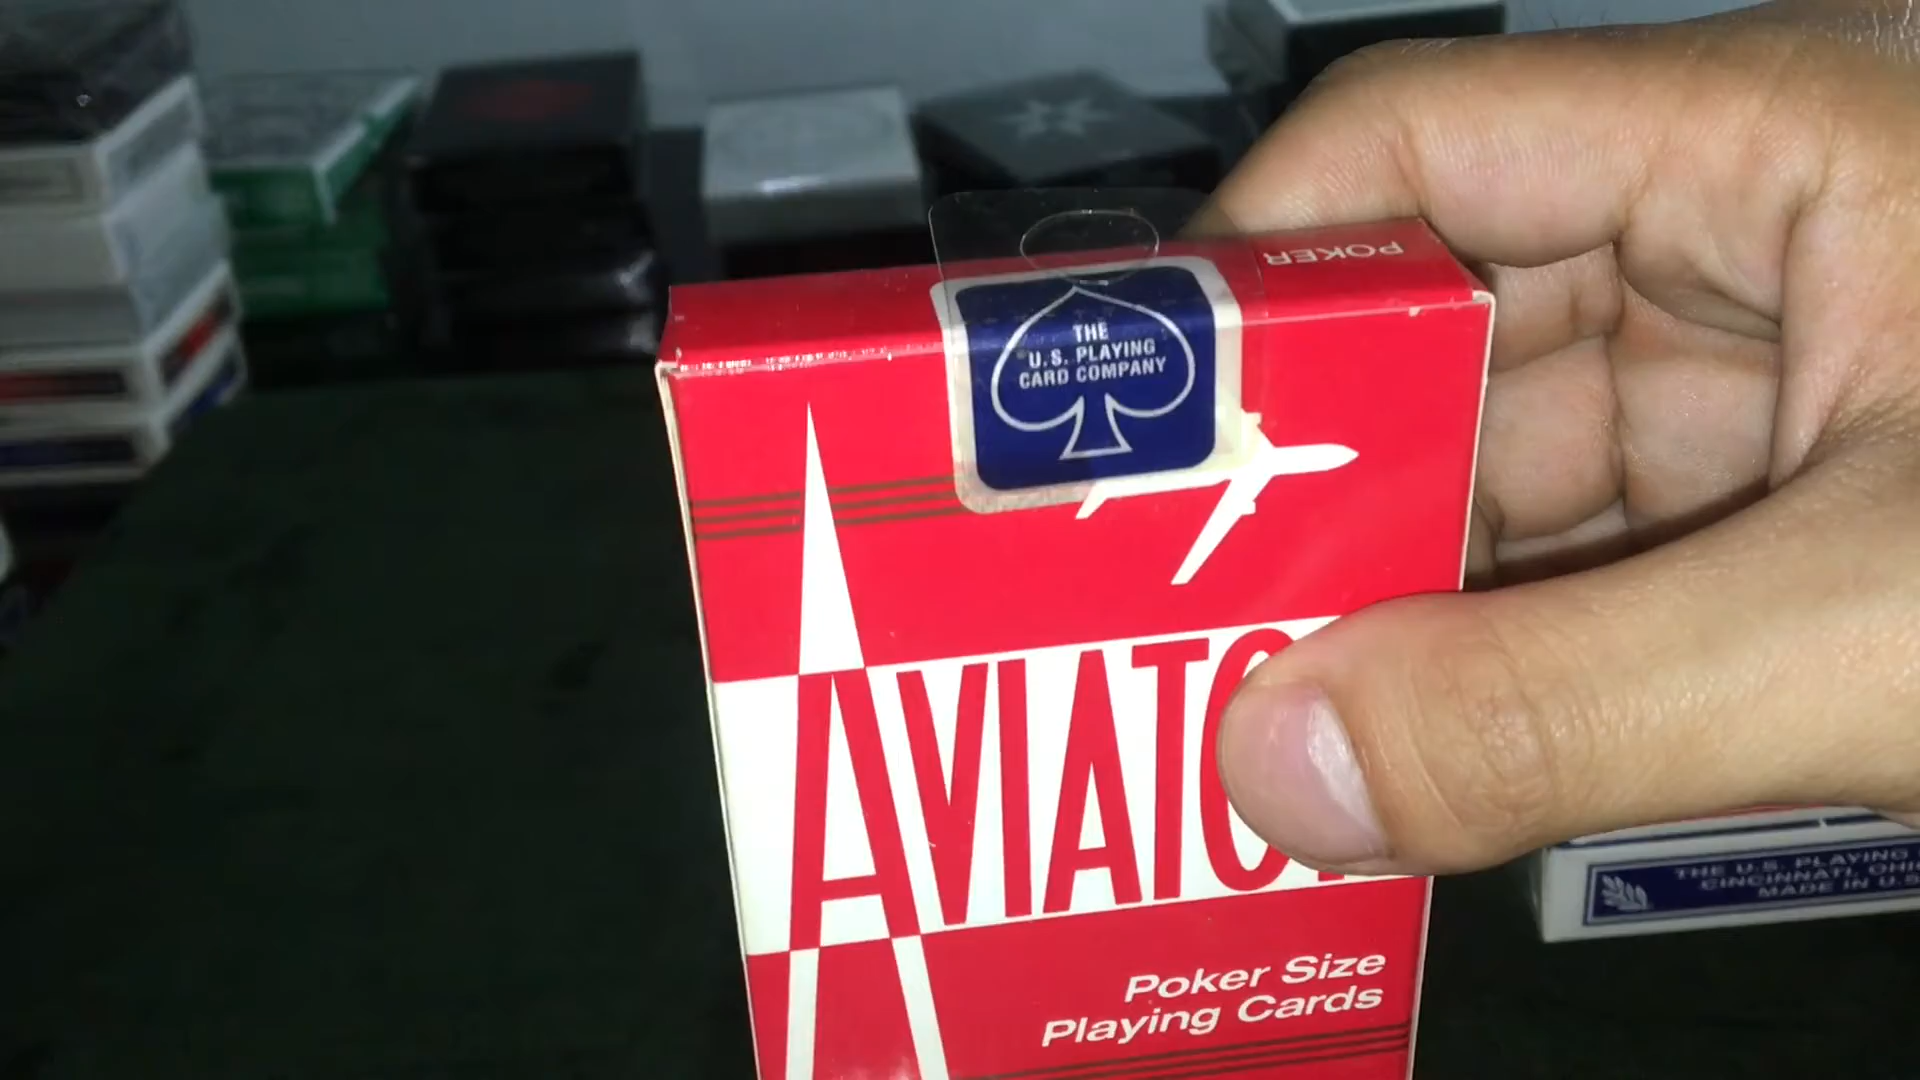 POKER
THE
U.S. PLAYING
CARD COMPANY
AVIATO
Poker Size
Playing Cards
THE U.S. PLAYING
CINCINNATI, OHI
MADE IN U.S